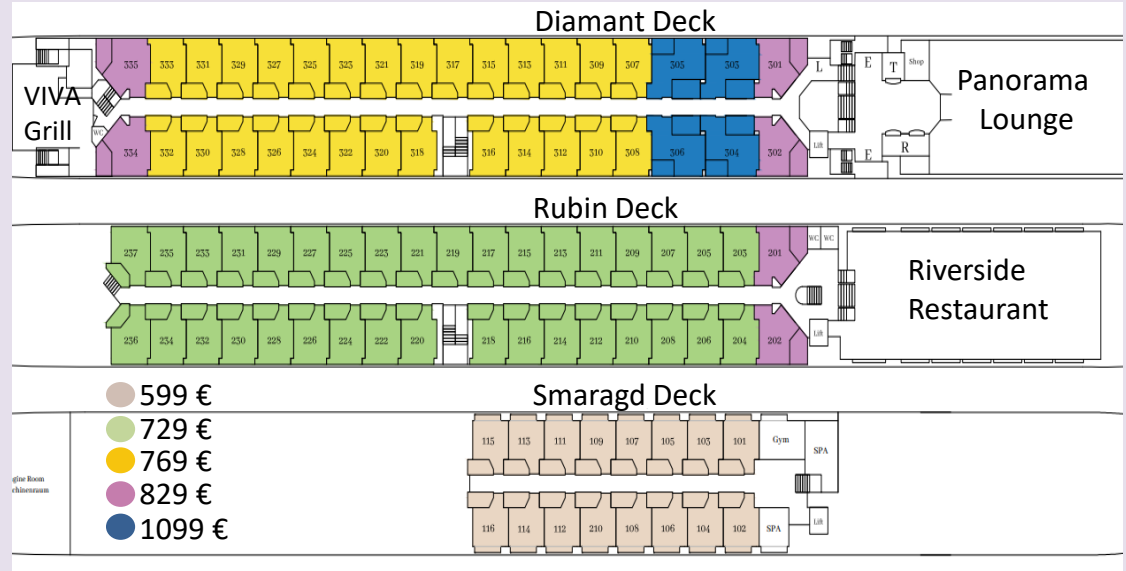 Diamant Deck
335 333 331 329 327 325 323 321 319 317 315 313 311 309 307 305 303 301 L E T Shop
VIVA
Grill
Panorama
Lounge
WC
334 332 330 328 326 324 322 320 318 316 314 312 310 308 306 304 302 Lift E R
Rubin Deck
237 235 233 231 229 227 225 223 221 219 217 215 213 211 209 207 205 203 201 WC WC
Riverside
Restaurant
236 234 232 230 228 226 224 222 220 218 216 214 212 210 208 206 204 202 Lift
599 €
729 €
769 €
829 €
1099 €
Smaragd Deck
115 113 111 109 107 105 103 101 Gym SPA
gine Room
chinenraum
116 114 112 210 108 106 104 102 SPA Lift